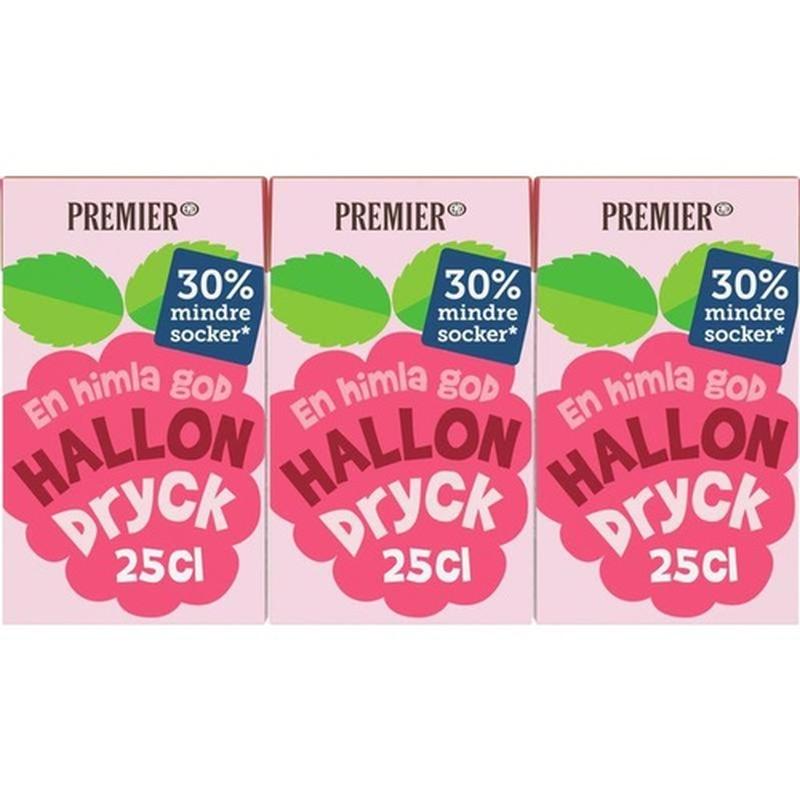 PREMIER
30%
mindre
socker*
En himla god
HALLON
DRYCK
25Cl
PREMIER
30%
mindre
socker*
En himla god
HALLON
DRYCK
25Cl
PREMIER
30%
mindre
socker*
En himla god
HALLON
DRYCK
25Cl